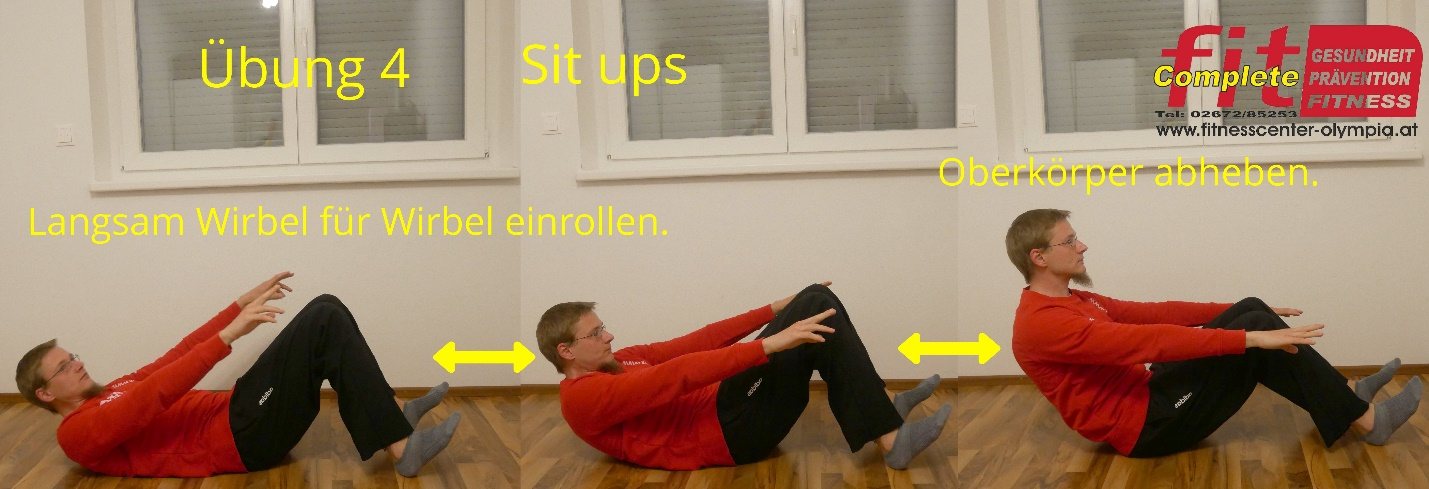 Übung 4
Sit ups
fit
Complete
GESUNDHEIT
PRÄVENTION
FITNESS
Tel: 02672/85253
www.fitnesscenter-olympia.at
Oberkörper abheben.
Langsam Wirbel für Wirbel einrollen.